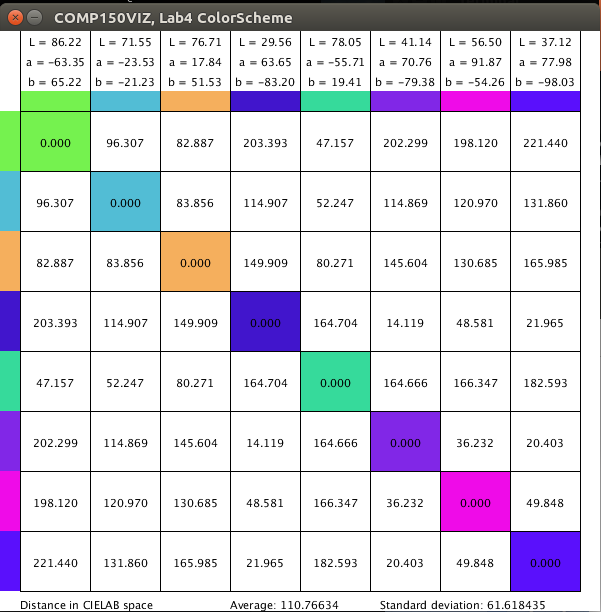 COMP150VIZ, Lab4 ColorScheme
L = 86.22 L = 71.55 L = 76.71 L = 29.56 L = 78.05 L = 41.14 L = 56.50 L = 37.12
a = −63.35 a = −23.53 a = 17.84 a = 63.65 a = −55.71 a = 70.76 a = 91.87 a = 77.98
b = 65.22 b = −21.23 b = 51.53 b = −83.20 b = 19.41 b = −79.38 b = −54.26 b = −98.03
0.000 96.307 82.887 203.393 47.157 202.299 198.120 221.440
96.307 0.000 83.856 114.907 52.247 114.869 120.970 131.860
82.887 83.856 0.000 149.909 80.271 145.604 130.685 165.985
203.393 114.907 149.909 0.000 164.704 14.119 48.581 21.965
47.157 52.247 80.271 164.704 0.000 164.666 166.347 182.593
202.299 114.869 145.604 14.119 164.666 0.000 36.232 20.403
198.120 120.970 130.685 48.581 166.347 36.232 0.000 49.848
221.440 131.860 165.985 21.965 182.593 20.403 49.848 0.000
Distance in CIELAB space Average: 110.76634 Standard deviation: 61.618435